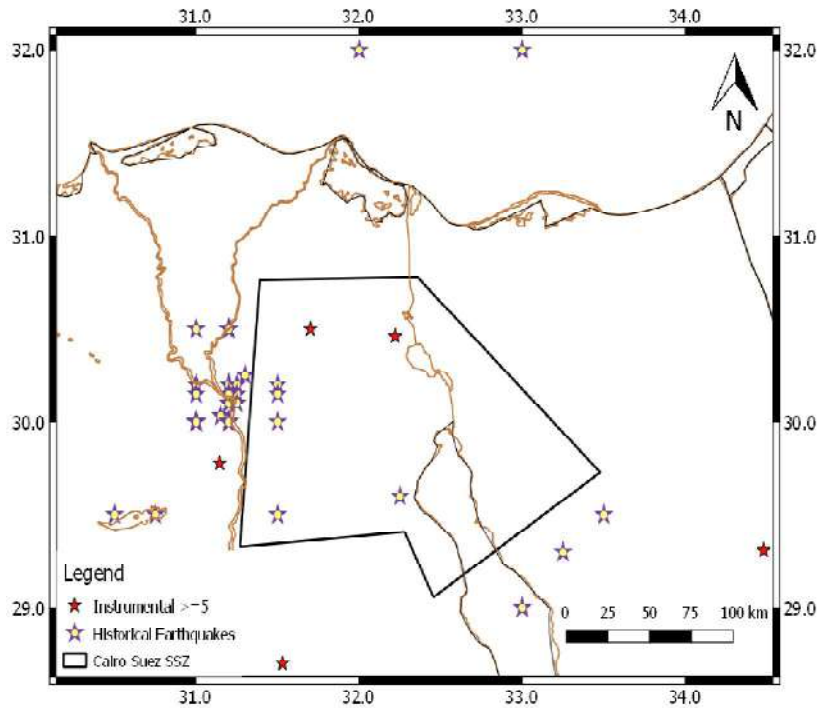 31.0 32.0 33.0 34.0
32.0 32.0
N
31.0 31.0
30.0 30.0
Legend
Instrumental >=5
Historical Earthquakes
Cairo Suez SSZ
0 25 50 75 100 km
29.0 29.0
31.0 32.0 33.0 34.0